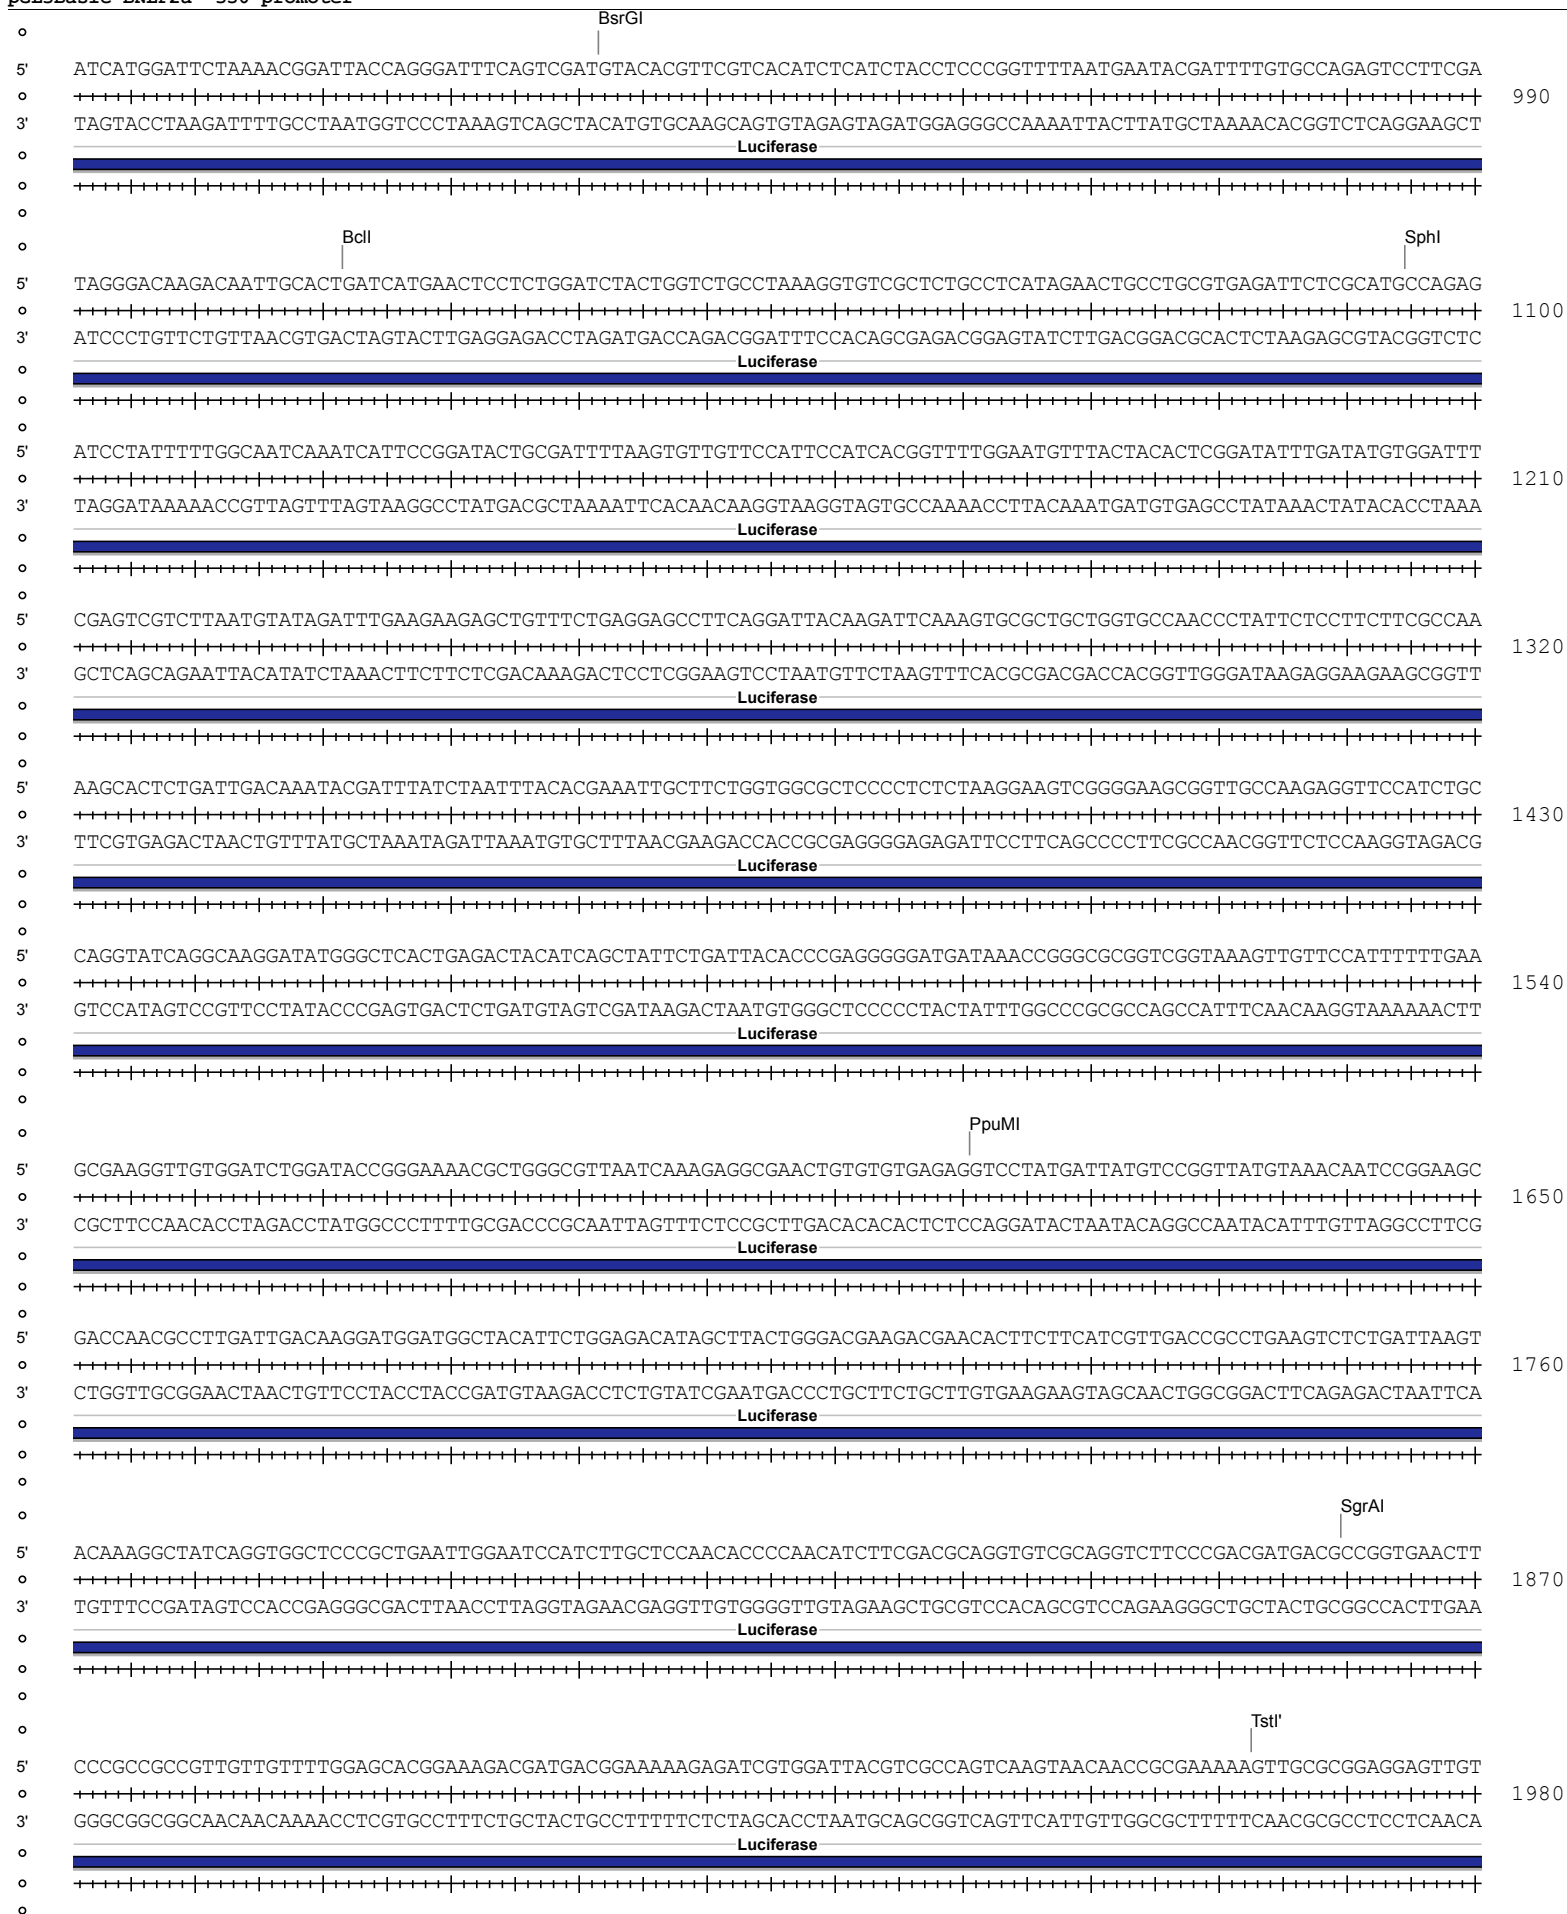 BsrGI
5' ATCATGGATTCTAAAACGGATTACCAGGGATTTCAGTCGATGTACACGTTCGTCACATCTCATCTACCTCCCGGTTTTAATGAATACGATTTTGTGCCAGAGTCCTTCGA
990
3' TAGTACCTAAGATTTTGCCTAATGGTCCCTAAAGTCAGCTACATGTGCAAGCAGTGTAGAGTAGATGGAGGGCCAAAATTACTTATGCTAAAACACGGTCTCAGGAAGCT
Luciferase
BclI SphI
5' TAGGGACAAGACAATTGCACTGATCATGAACTCCTCTGGATCTACTGGTCTGCCTAAAGGTGTCGCTCTGCCTCATAGAACTGCCTGCGTGAGATTCTCGCATGCCAGAG
1100
3' ATCCCTGTTCTGTTAACGTGACTAGTACTTGAGGAGACCTAGATGACCAGACGGATTTCCACAGCGAGACGGAGTATCTTGACGGACGCACTCTAAGAGCGTACGGTCTC
Luciferase
5' ATCCTATTTTTGGCAATCAAATCATTCCGGATACTGCGATTTTAAGTGTTGTTCCATTCCATCACGGTTTTGGAATGTTTACTACACTCGGATATTTGATATGTGGATTT
1210
3' TAGGATAAAAACCGTTAGTTTAGTAAGGCCTATGACGCTAAAATTCACAACAAGGTAAGGTAGTGCCAAAACCTTACAAATGATGTGAGCCTATAAACTATACACCTAAA
Luciferase
5' CGAGTCGTCTTAATGTATAGATTTGAAGAAGAGCTGTTTCTGAGGAGCCTTCAGGATTACAAGATTCAAAGTGCGCTGCTGGTGCCAACCCTATTCTCCTTCTTCGCCAA
1320
3' GCTCAGCAGAATTACATATCTAAACTTCTTCTCGACAAAGACTCCTCGGAAGTCCTAATGTTCTAAGTTTCACGCGACGACCACGGTTGGGATAAGAGGAAGAAGCGGTT
Luciferase
5' AAGCACTCTGATTGACAAATACGATTTATCTAATTTACACGAAATTGCTTCTGGTGGCGCTCCCCTCTCTAAGGAAGTCGGGGAAGCGGTTGCCAAGAGGTTCCATCTGC
1430
3' TTCGTGAGACTAACTGTTTATGCTAAATAGATTAAATGTGCTTTAACGAAGACCACCGCGAGGGGAGAGATTCCTTCAGCCCCTTCGCCAACGGTTCTCCAAGGTAGACG
Luciferase
5' CAGGTATCAGGCAAGGATATGGGCTCACTGAGACTACATCAGCTATTCTGATTACACCCGAGGGGGATGATAAACCGGGCGCGGTCGGTAAAGTTGTTCCATTTTTTGAA
1540
3' GTCCATAGTCCGTTCCTATACCCGAGTGACTCTGATGTAGTCGATAAGACTAATGTGGGCTCCCCCTACTATTTGGCCCGCGCCAGCCATTTCAACAAGGTAAAAAACTT
Luciferase
PpuMI
5' GCGAAGGTTGTGGATCTGGATACCGGGAAAACGCTGGGCGTTAATCAAAGAGGCGAACTGTGTGTGAGAGGTCCTATGATTATGTCCGGTTATGTAAACAATCCGGAAGC
1650
3' CGCTTCCAACACCTAGACCTATGGCCCTTTTGCGACCCGCAATTAGTTTCTCCGCTTGACACACACTCTCCAGGATACTAATACAGGCCAATACATTTGTTAGGCCTTCG
Luciferase
5' GACCAACGCCTTGATTGACAAGGATGGATGGCTACATTCTGGAGACATAGCTTACTGGGACGAAGACGAACACTTCTTCATCGTTGACCGCCTGAAGTCTCTGATTAAGT
1760
3' CTGGTTGCGGAACTAACTGTTCCTACCTACCGATGTAAGACCTCTGTATCGAATGACCCTGCTTCTGCTTGTGAAGAAGTAGCAACTGGCGGACTTCAGAGACTAATTCA
Luciferase
SgrAI
5' ACAAAGGCTATCAGGTGGCTCCCGCTGAATTGGAATCCATCTTGCTCCAACACCCCAACATCTTCGACGCAGGTGTCGCAGGTCTTCCCGACGATGACGCCGGTGAACTT
1870
3' TGTTTCCGATAGTCCACCGAGGGCGACTTAACCTTAGGTAGAACGAGGTTGTGGGGTTGTAGAAGCTGCGTCCACAGCGTCCAGAAGGGCTGCTACTGCGGCCACTTGAA
Luciferase
TstI'
5' CCCGCCGCCGTTGTTGTTTTGGAGCACGGAAAGACGATGACGGAAAAAGAGATCGTGGATTACGTCGCCAGTCAAGTAACAACCGCGAAAAAGTTGCGCGGAGGAGTTGT
1980
3' GGGCGGCGGCAACAACAAAACCTCGTGCCTTTCTGCTACTGCCTTTTTCTCTAGCACCTAATGCAGCGGTCAGTTCATTGTTGGCGCTTTTTCAACGCGCCTCCTCAACA
Luciferase